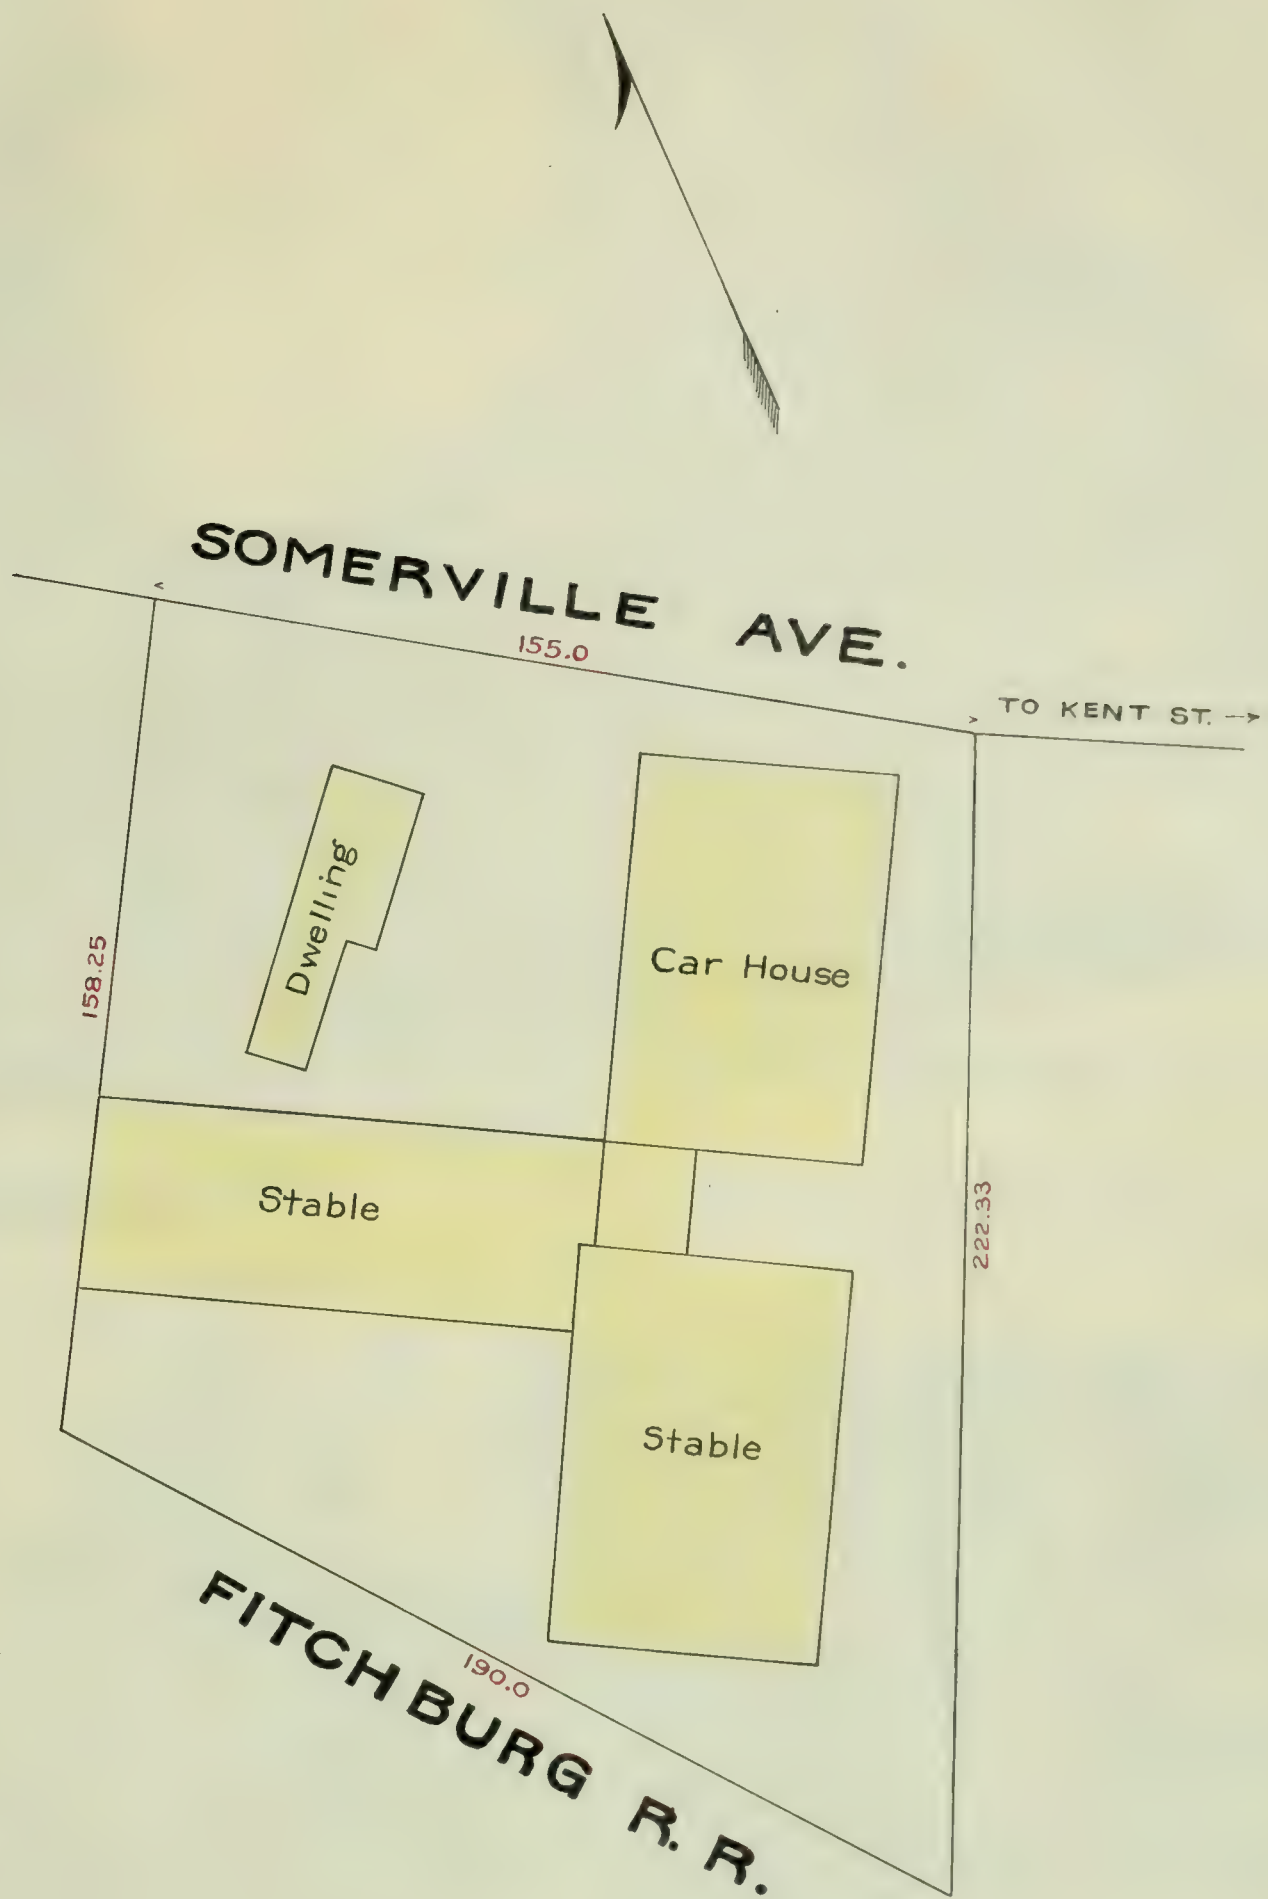 SOMERVILLE AVE.
155.0
TO KENT ST.
Dwelling
Car House
158.25
Stable
222.33
Stable
190.0
FITCHBURG R. R.